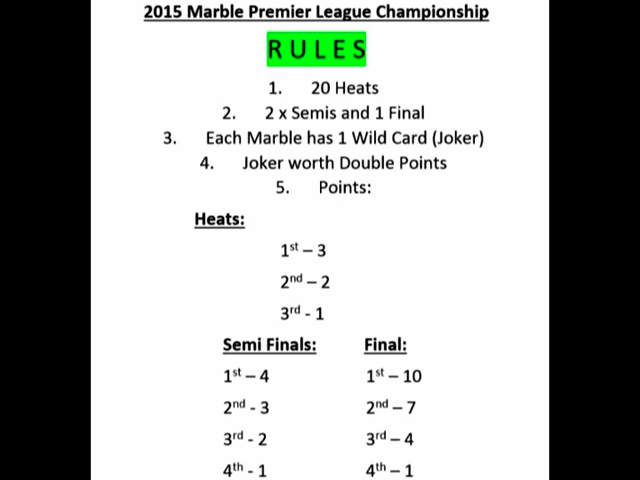 2015 Marble Premier League Championship
R U L E S
1. 20 Heats
2. 2 x Semis and 1 Final
3. Each Marble has 1 Wild Card (Joker)
4. Joker worth Double Points
5. Points:
Heats:
1st – 3
2nd – 2
3rd - 1
Semi Finals: Final:
1st – 4 1st – 10
2nd - 3 2nd – 7
3rd - 2 3rd – 4
4th - 1 4th – 1